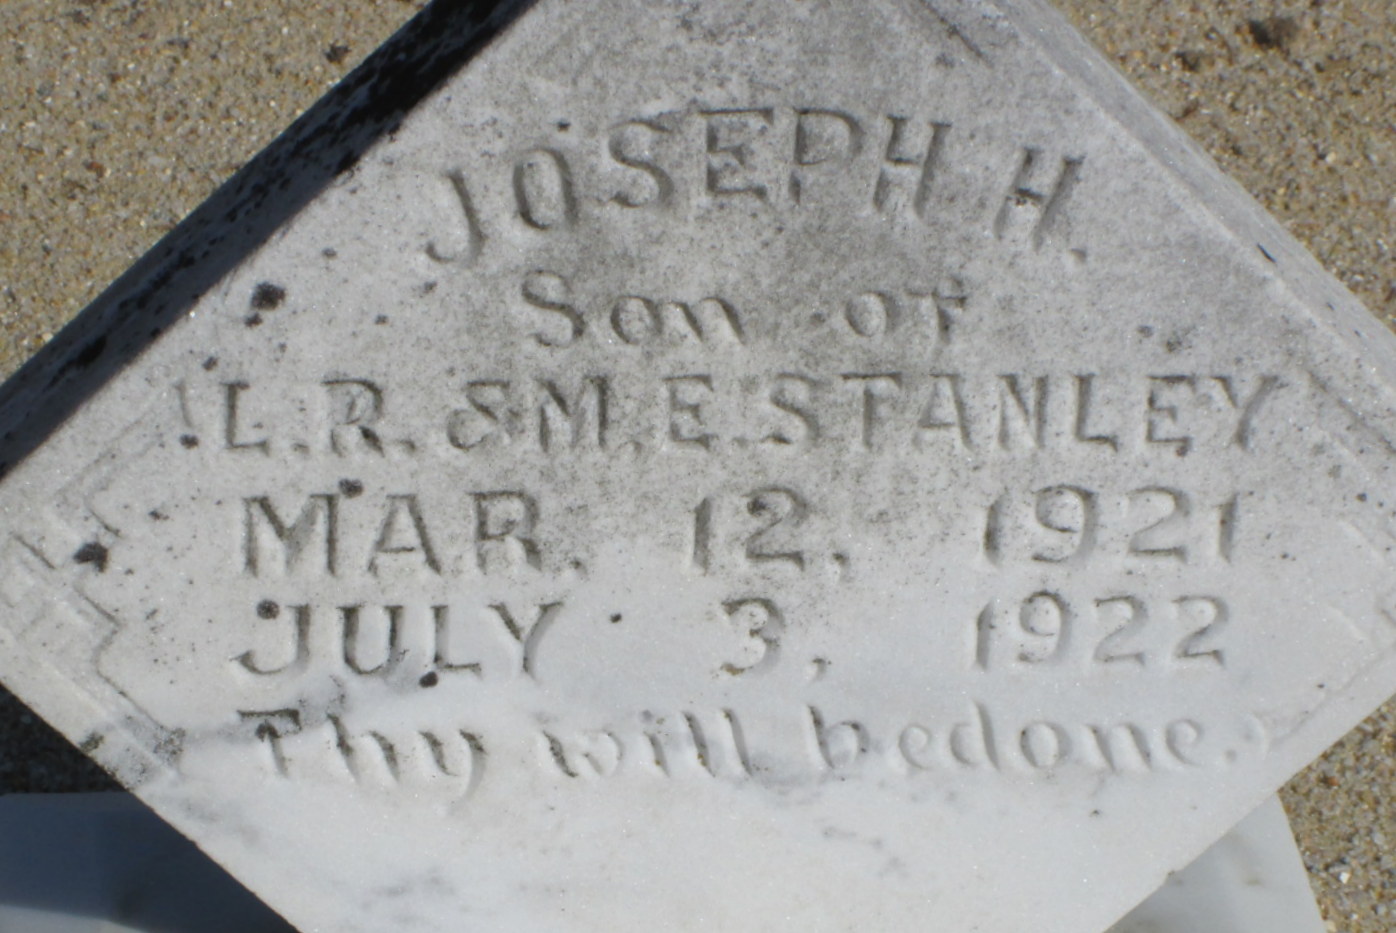 JOSEPH H.
Son of
L.R. & M.E. STANLEY
MAR. 12, 1921
JULY 3, 1922
Thy will be done.